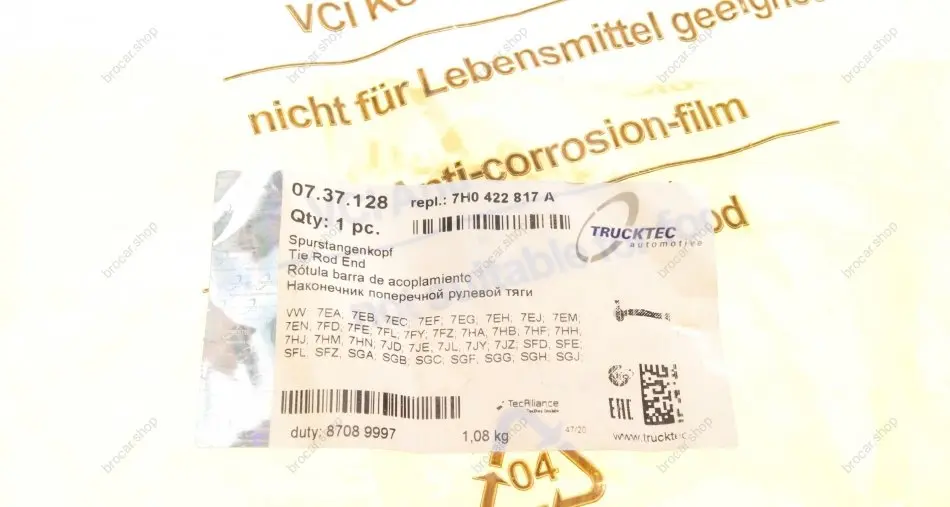 VCI
nicht für Lebensmittel geeignet
Anti-corrosion-film
07.37.128 repl.: 7H0 422 817 A
Qty: 1 pc.
TRUCKTEC
automotive
Spurstangenkopf
Tie Rod End
Rótula barra de acoplamiento
Наконечник поперечной рулевой тяги
VW 7EA, 7EB, 7EC, 7EF, 7EG, 7EH, 7EJ, 7EM,
7EN, 7FD, 7FE, 7FL, 7FY, 7FZ, 7HA, 7HB, 7HF, 7HH,
7HJ, 7HM, 7HN, 7JD, 7JE, 7JL, 7JY, 7JZ, SFD, SFE,
SFL, SFZ, SGA, SGB, SGC, SGF, SGG, SGH, SGJ,
TecAlliance
TecDoc Inside
EAC
duty: 8708 9997 1,08 kg 47/20 www.trucktec
04
brocar.shop